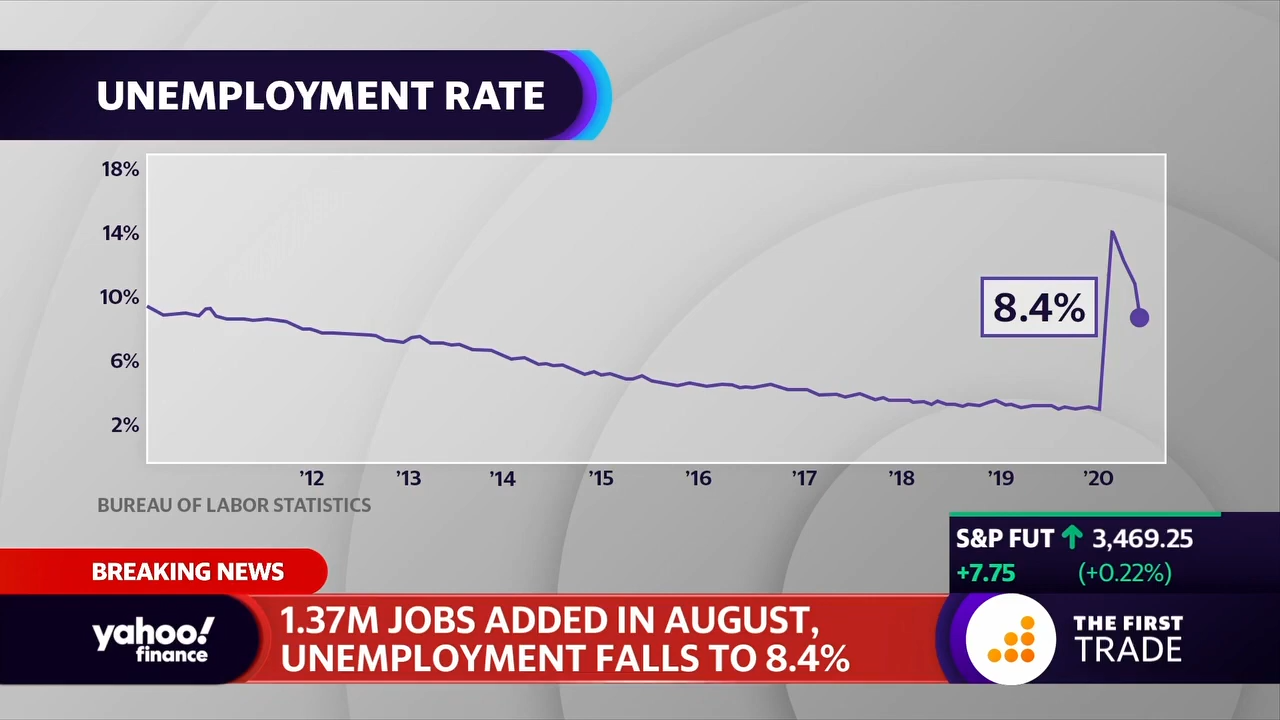 UNEMPLOYMENT RATE
18%
14%
10%
6%
2%
8.4%
’12 ’13 ’14 ’15 ’16 ’17 ’18 ’19 ’20
BUREAU OF LABOR STATISTICS
S&P FUT 3,469.25
+7.75 (+0.22%)
BREAKING NEWS
yahoo!
finance
1.37M JOBS ADDED IN AUGUST,
UNEMPLOYMENT FALLS TO 8.4%
THE FIRST
TRADE